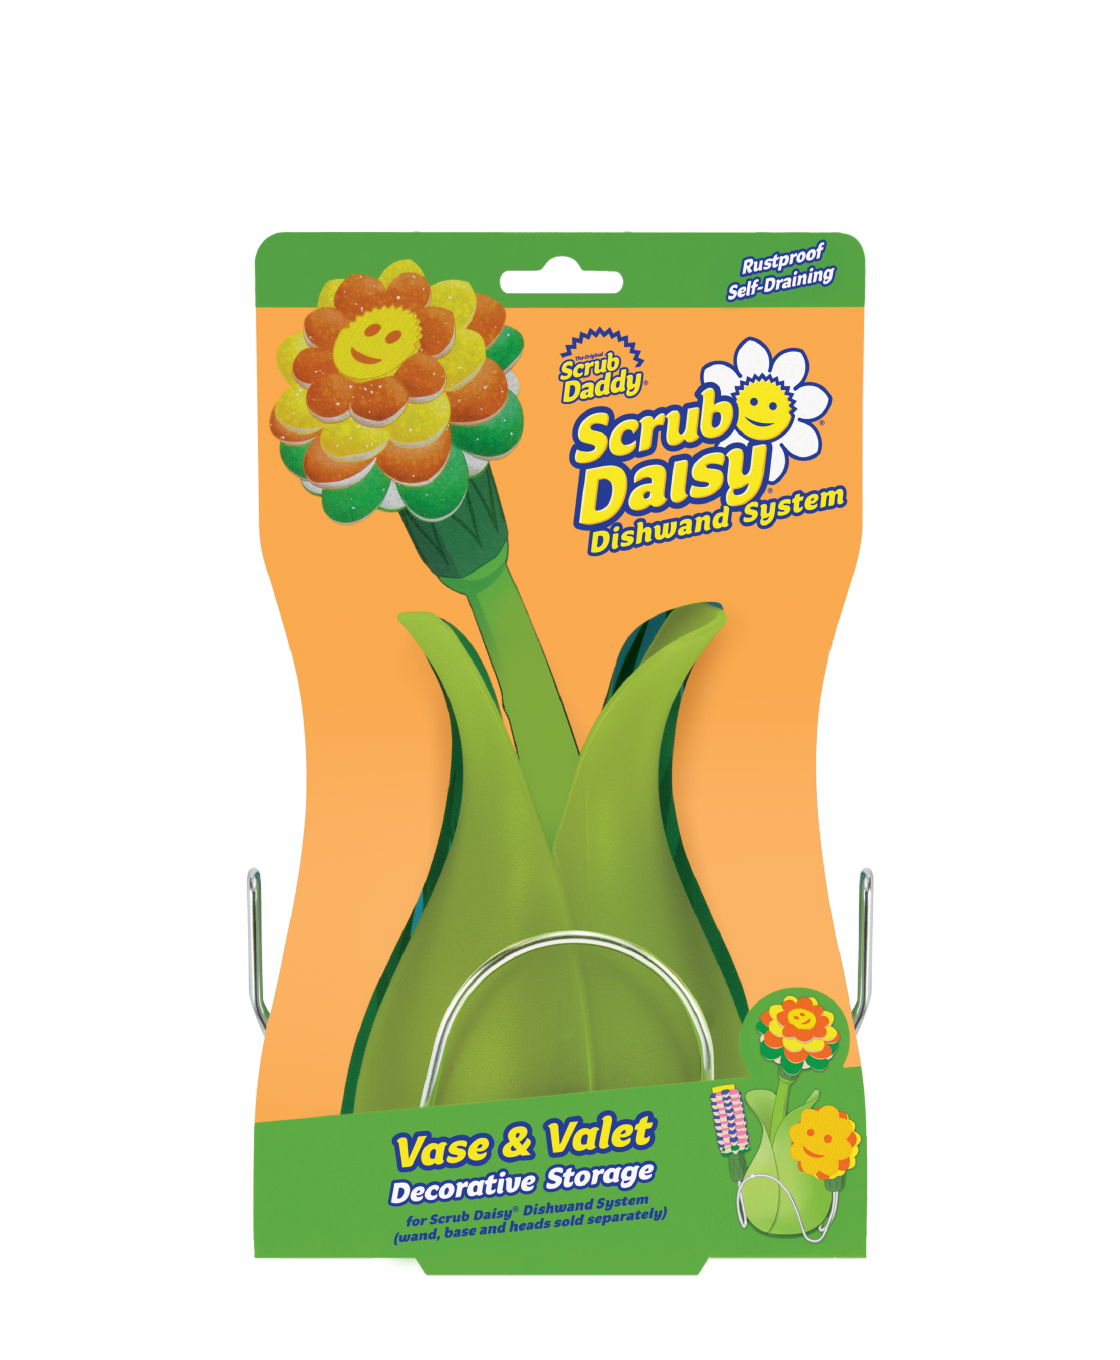 Rustproof
Self-Draining
The Original
Scrub
Daddy®
Scrub
Daisy®
Dishwand System
Vase & Valet
Decorative Storage
for Scrub Daisy® Dishwand System
(wand, base and heads sold separately)